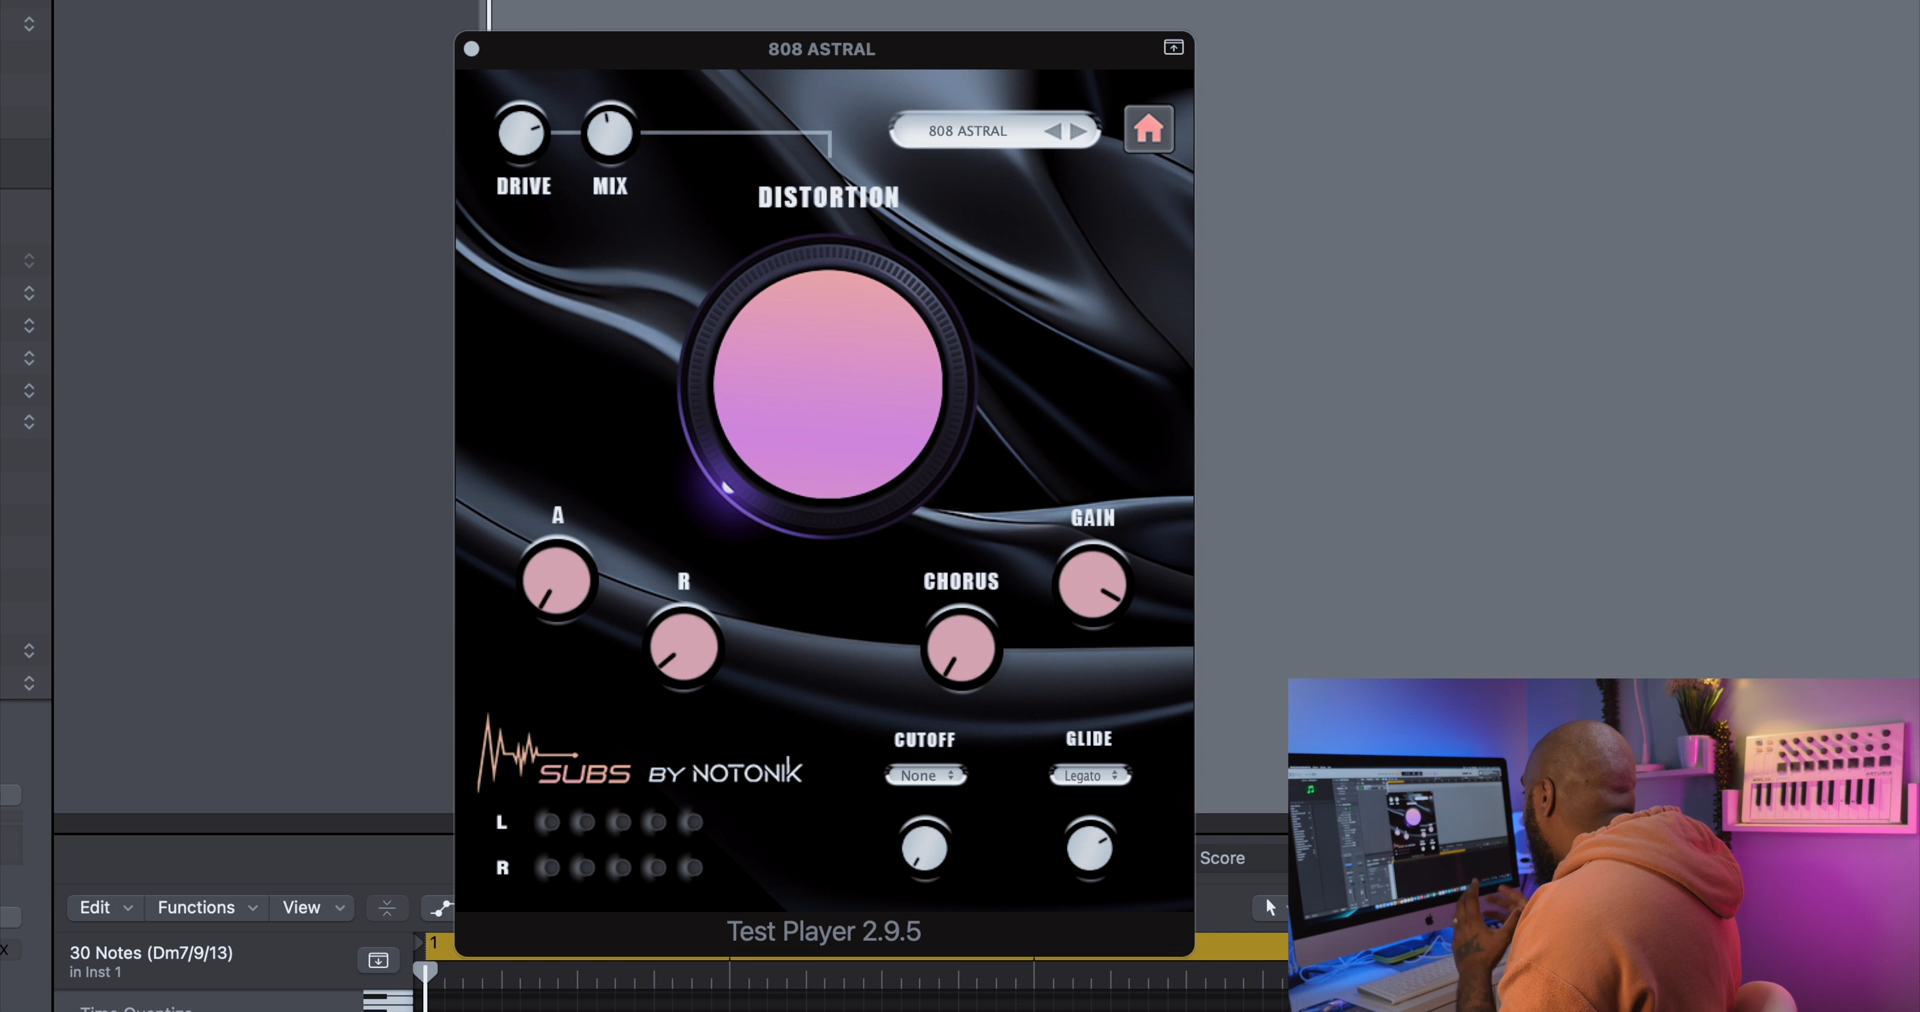 808 ASTRAL
808 ASTRAL
DRIVE
MIX
DISTORTION
A
GAIN
R
CHORUS
SUBS BY NOTONIK
CUTOFF
GLIDE
None
Legato
L
R
Score
Edit
Functions
View
Test Player 2.9.5
30 Notes (Dm7/9/13)
in Inst 1
1
X